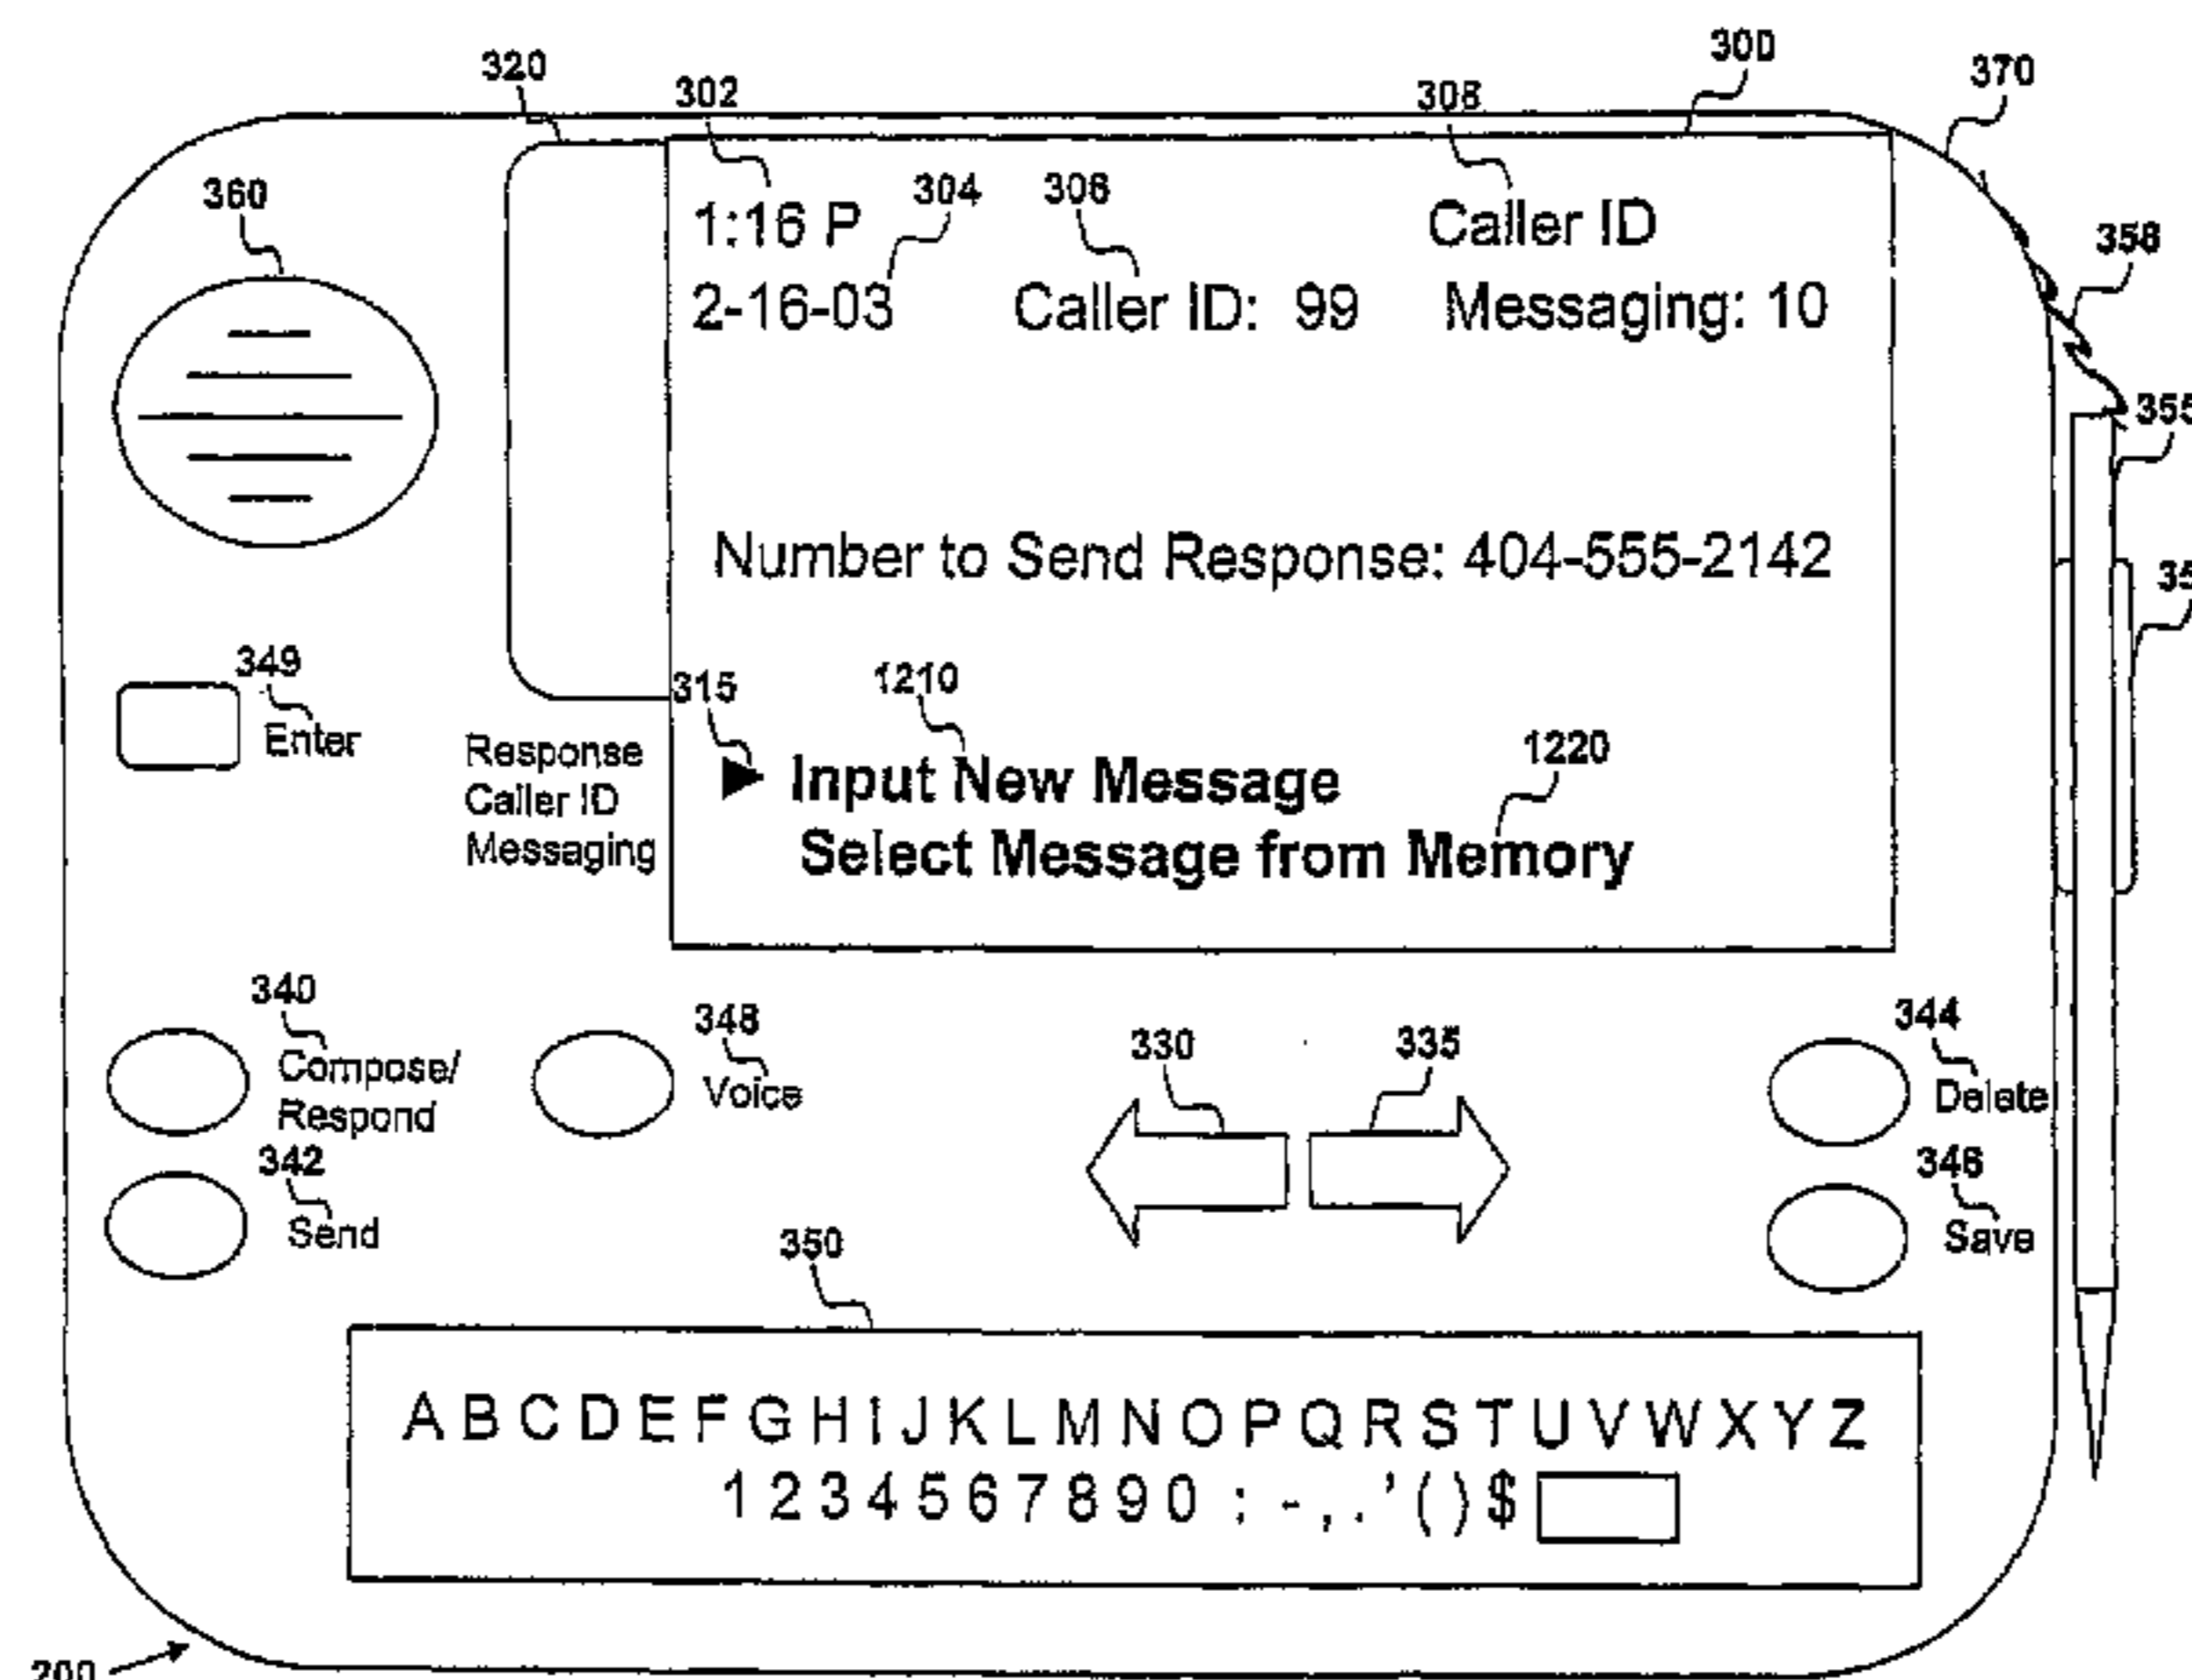 320 302 308 300 370
360 304 306 358
1:16 P Caller ID
2-16-03 Caller ID: 99 Messaging: 10
355
Number to Send Response: 404-555-2142
349 315 1210
Enter
Response
Caller ID
Messaging
1220
▶ Input New Message
Select Message from Memory
340 348 330 335 344
Compose/
Respond
Voice
Delete
342 346
Send
Save
350
A B C D E F G H I J K L M N O P Q R S T U V W X Y Z
1 2 3 4 5 6 7 8 9 0 : - , . ' ( ) $
200